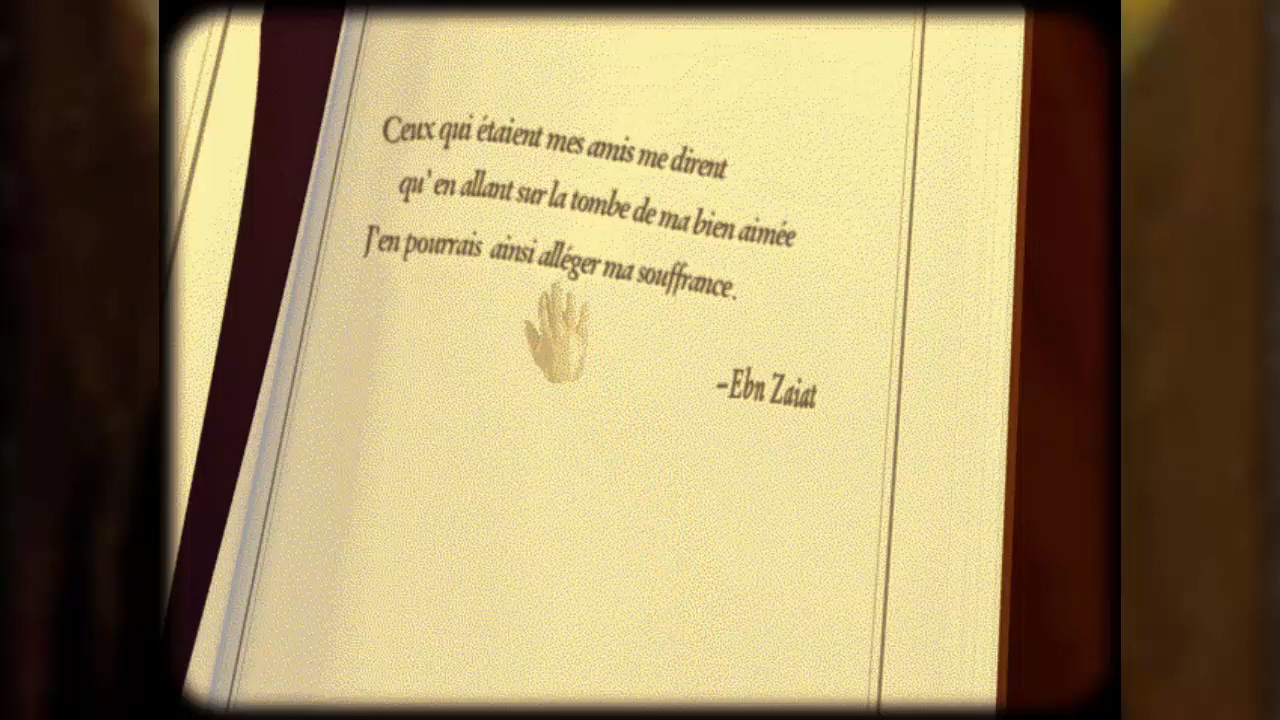 Ceux qui étaient mes amis me dirent
qu' en allant sur la tombe de ma bien aimée
J'en pourrais ainsi alléger ma souffrance.
-Ebn Zaiat